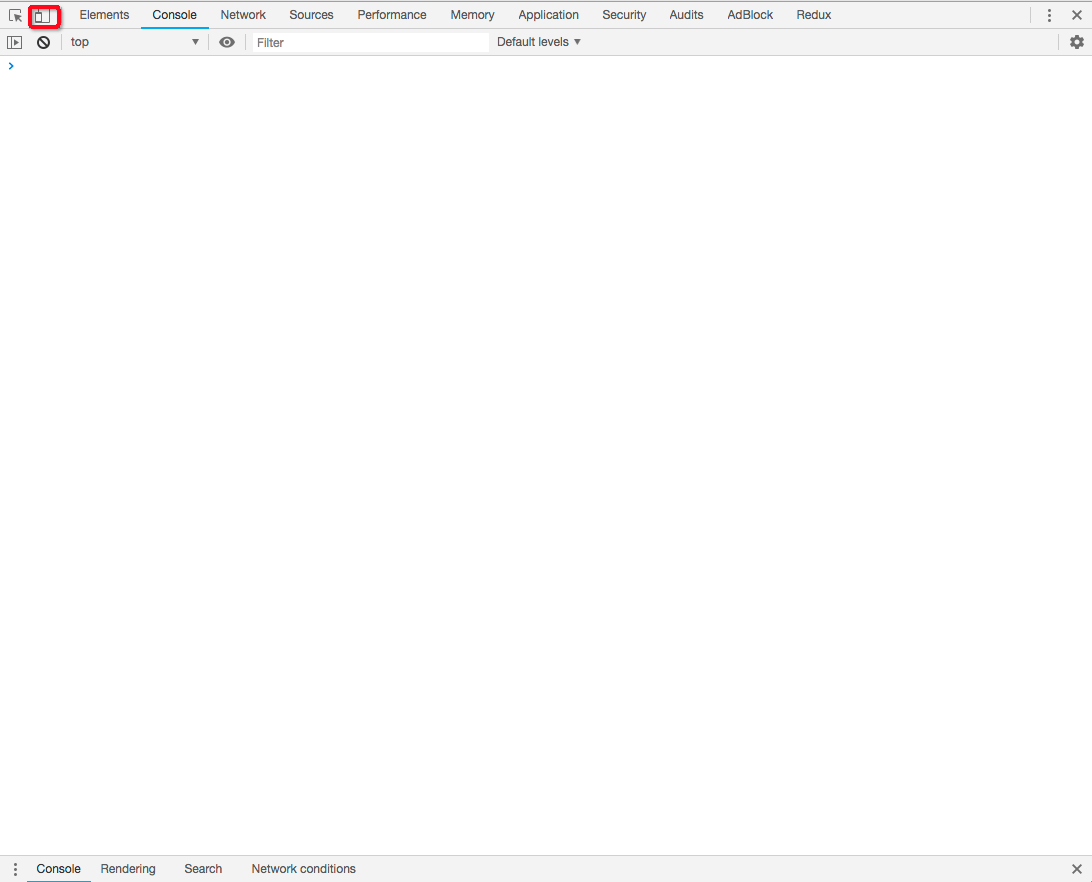 Elements Console Network Sources Performance Memory Application Security Audits AdBlock Redux
top Filter Default levels
Console Rendering Search Network conditions